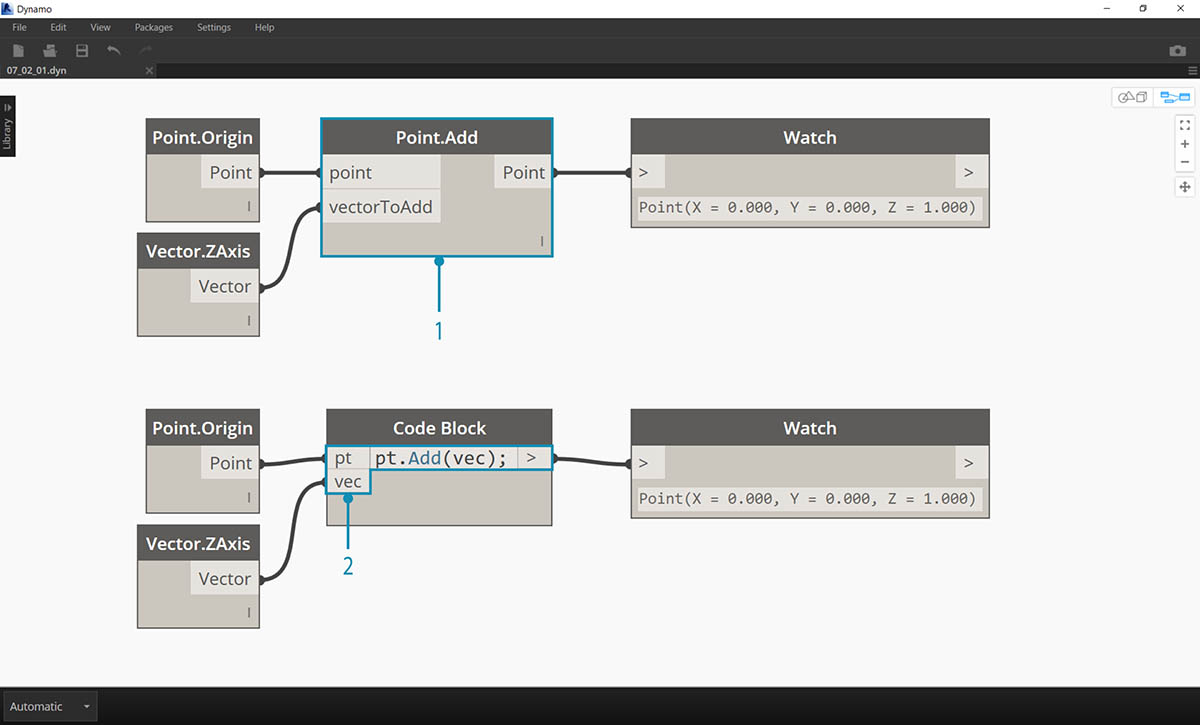 Dynamo
File Edit View Packages Settings Help
07_02_01.dyn
Library
Point.Origin
Point
Vector.ZAxis
Vector
Point.Add
point
vectorToAdd
Point
1
Watch
> >
Point(X = 0.000, Y = 0.000, Z = 1.000)
Point.Origin
Point
Vector.ZAxis
Vector
Code Block
pt pt.Add(vec); >
vec
2
Watch
> >
Point(X = 0.000, Y = 0.000, Z = 1.000)
Automatic